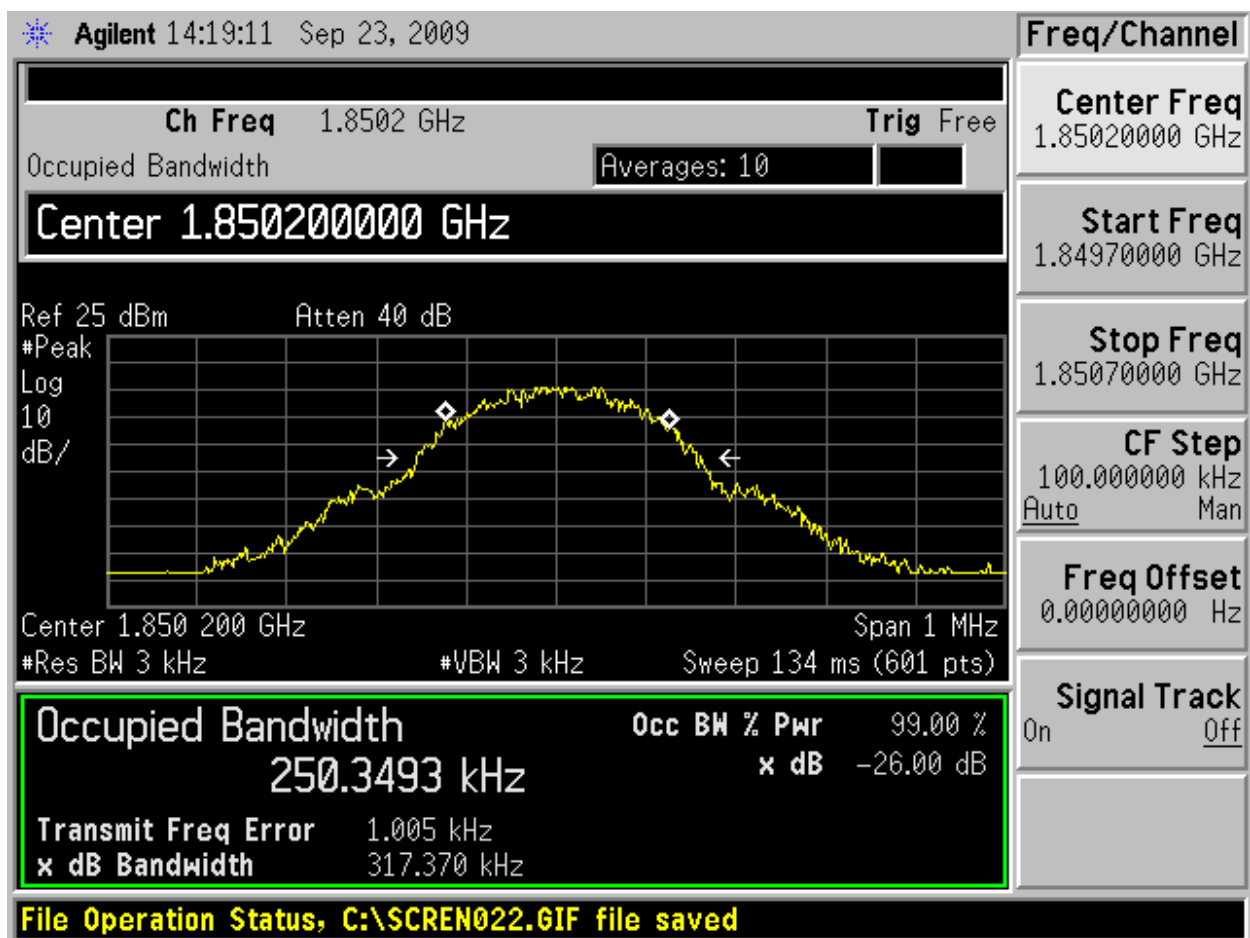 Agilent 14:19:11 Sep 23, 2009
Freq/Channel
Ch Freq 1.8502 GHz Trig Free
Occupied Bandwidth Averages: 10
Center 1.850200000 GHz
Ref 25 dBm Atten 40 dB
#Peak
Log
10
dB/
Center 1.850 200 GHz Span 1 MHz
#Res BW 3 kHz #VBW 3 kHz Sweep 134 ms (601 pts)
Occupied Bandwidth Occ BW % Pwr 99.00 %
250.3493 kHz x dB -26.00 dB
Transmit Freq Error 1.005 kHz
x dB Bandwidth 317.370 kHz
File Operation Status, C:\SCREN022.GIF file saved
Center Freq
1.85020000 GHz
Start Freq
1.84970000 GHz
Stop Freq
1.85070000 GHz
CF Step
100.000000 kHz
Auto Man
Freq Offset
0.00000000 Hz
Signal Track
On Off